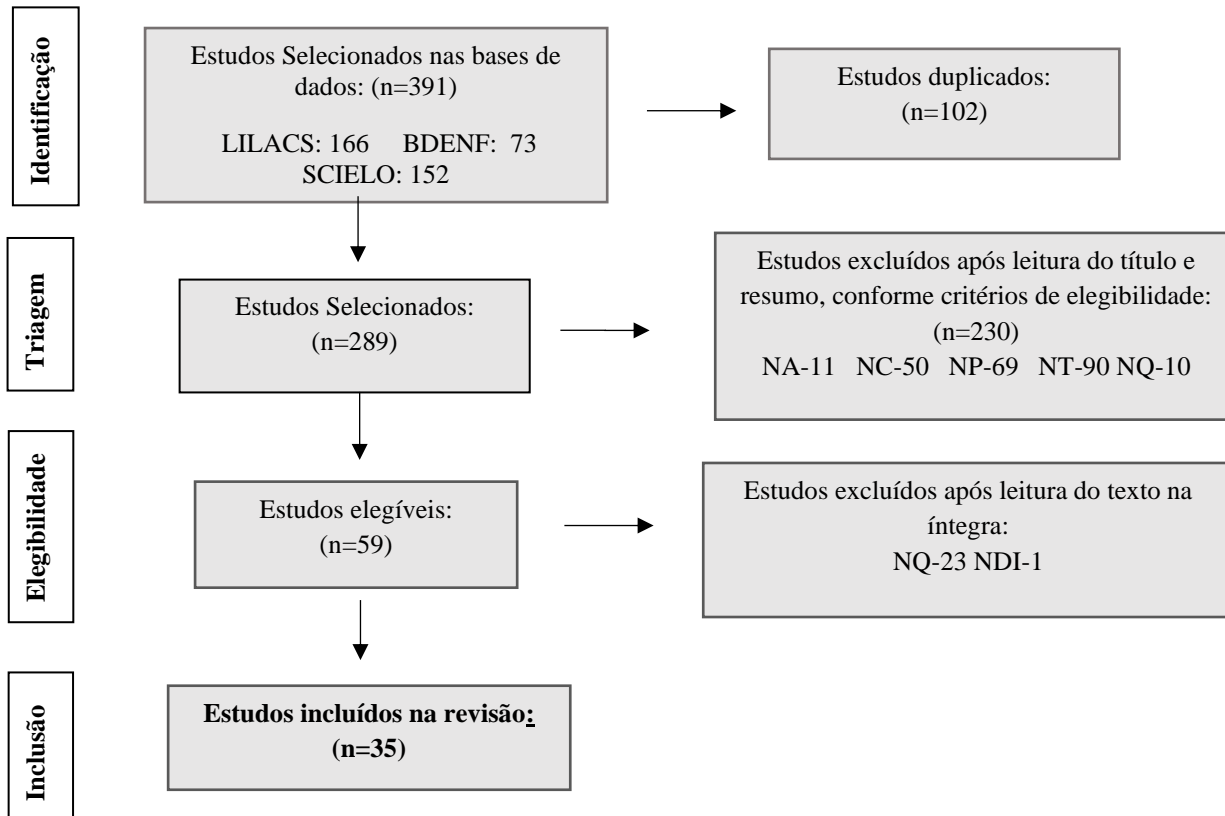 Identificação
Estudos Selecionados nas bases de
dados: (n=391)
LILACS: 166 BDENF: 73
SCIELO: 152
Estudos duplicados:
(n=102)
Triagem
Estudos Selecionados:
(n=289)
Estudos excluídos após leitura do título e
resumo, conforme critérios de elegibilidade:
(n=230)
NA-11 NC-50 NP-69 NT-90 NQ-10
Elegibilidade
Estudos elegíveis:
(n=59)
Estudos excluídos após leitura do texto na
íntegra:
NQ-23 NDI-1
Inclusão
Estudos incluídos na revisão:
(n=35)